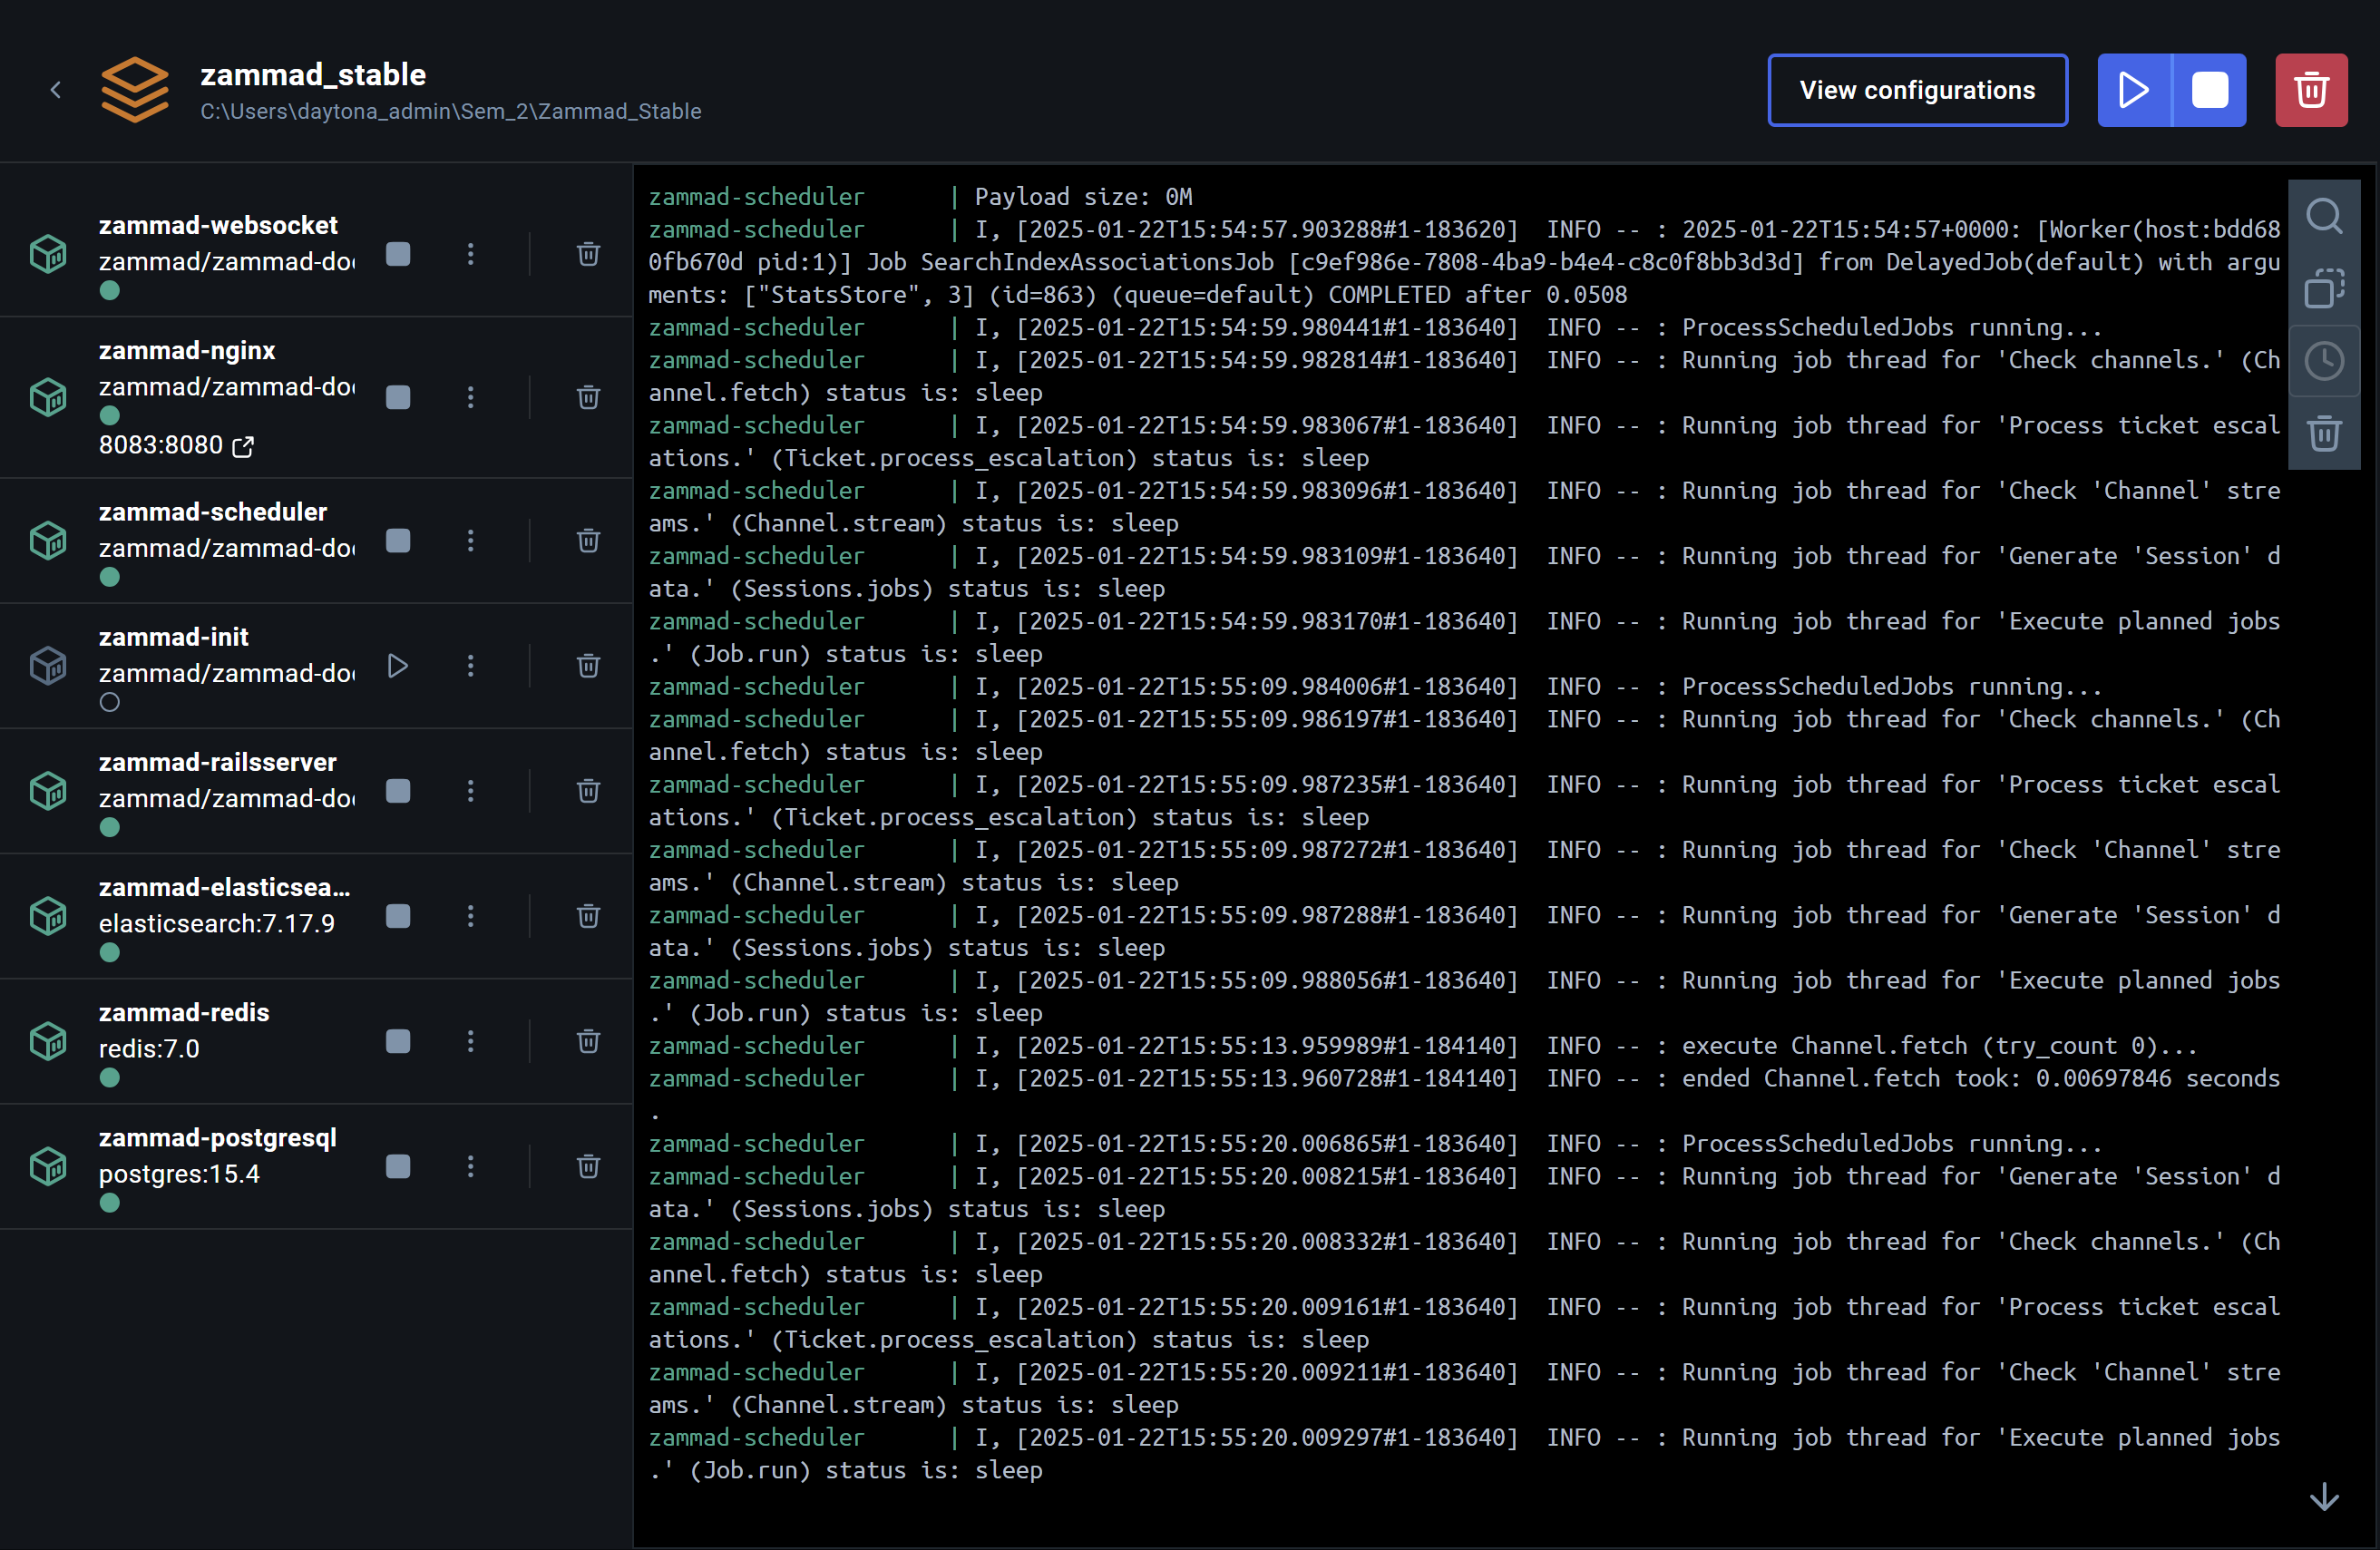 zammad_stable
C:\Users\daytona_admin\Sem_2\Zammad_Stable
View configurations
zammad-websocket
zammad/zammad-do
zammad-nginx
zammad/zammad-do
8083:8080
zammad-scheduler
zammad/zammad-do
zammad-init
zammad/zammad-do
zammad-railsserver
zammad/zammad-do
zammad-elasticsea...
elasticsearch:7.17.9
zammad-redis
redis:7.0
zammad-postgresql
postgres:15.4
zammad-scheduler | Payload size: 0M
zammad-scheduler | I, [2025-01-22T15:54:57.903288#1-183620]  INFO -- : 2025-01-22T15:54:57+0000: [Worker(host:bdd68
0fb670d pid:1)] Job SearchIndexAssociationsJob [c9ef986e-7808-4ba9-b4e4-c8c0f8bb3d3d] from DelayedJob(default) with argu
ments: ["StatsStore", 3] (id=863) (queue=default) COMPLETED after 0.0508
zammad-scheduler | I, [2025-01-22T15:54:59.980441#1-183640]  INFO -- : ProcessScheduledJobs running...
zammad-scheduler | I, [2025-01-22T15:54:59.982814#1-183640]  INFO -- : Running job thread for 'Check channels.' (Ch
annel.fetch) status is: sleep
zammad-scheduler | I, [2025-01-22T15:54:59.983067#1-183640]  INFO -- : Running job thread for 'Process ticket escal
ations.' (Ticket.process_escalation) status is: sleep
zammad-scheduler | I, [2025-01-22T15:54:59.983096#1-183640]  INFO -- : Running job thread for 'Check 'Channel' stre
ams.' (Channel.stream) status is: sleep
zammad-scheduler | I, [2025-01-22T15:54:59.983109#1-183640]  INFO -- : Running job thread for 'Generate 'Session' d
ata.' (Sessions.jobs) status is: sleep
zammad-scheduler | I, [2025-01-22T15:54:59.983170#1-183640]  INFO -- : Running job thread for 'Execute planned jobs
.' (Job.run) status is: sleep
zammad-scheduler | I, [2025-01-22T15:55:09.984006#1-183640]  INFO -- : ProcessScheduledJobs running...
zammad-scheduler | I, [2025-01-22T15:55:09.986197#1-183640]  INFO -- : Running job thread for 'Check channels.' (Ch
annel.fetch) status is: sleep
zammad-scheduler | I, [2025-01-22T15:55:09.987235#1-183640]  INFO -- : Running job thread for 'Process ticket escal
ations.' (Ticket.process_escalation) status is: sleep
zammad-scheduler | I, [2025-01-22T15:55:09.987272#1-183640]  INFO -- : Running job thread for 'Check 'Channel' stre
ams.' (Channel.stream) status is: sleep
zammad-scheduler | I, [2025-01-22T15:55:09.987288#1-183640]  INFO -- : Running job thread for 'Generate 'Session' d
ata.' (Sessions.jobs) status is: sleep
zammad-scheduler | I, [2025-01-22T15:55:09.988056#1-183640]  INFO -- : Running job thread for 'Execute planned jobs
.' (Job.run) status is: sleep
zammad-scheduler | I, [2025-01-22T15:55:13.959989#1-184140]  INFO -- : execute Channel.fetch (try_count 0)...
zammad-scheduler | I, [2025-01-22T15:55:13.960728#1-184140]  INFO -- : ended Channel.fetch took: 0.00697846 seconds
.
zammad-scheduler | I, [2025-01-22T15:55:20.006865#1-183640]  INFO -- : ProcessScheduledJobs running...
zammad-scheduler | I, [2025-01-22T15:55:20.008215#1-183640]  INFO -- : Running job thread for 'Generate 'Session' d
ata.' (Sessions.jobs) status is: sleep
zammad-scheduler | I, [2025-01-22T15:55:20.008332#1-183640]  INFO -- : Running job thread for 'Check channels.' (Ch
annel.fetch) status is: sleep
zammad-scheduler | I, [2025-01-22T15:55:20.009161#1-183640]  INFO -- : Running job thread for 'Process ticket escal
ations.' (Ticket.process_escalation) status is: sleep
zammad-scheduler | I, [2025-01-22T15:55:20.009211#1-183640]  INFO -- : Running job thread for 'Check 'Channel' stre
ams.' (Channel.stream) status is: sleep
zammad-scheduler | I, [2025-01-22T15:55:20.009297#1-183640]  INFO -- : Running job thread for 'Execute planned jobs
.' (Job.run) status is: sleep